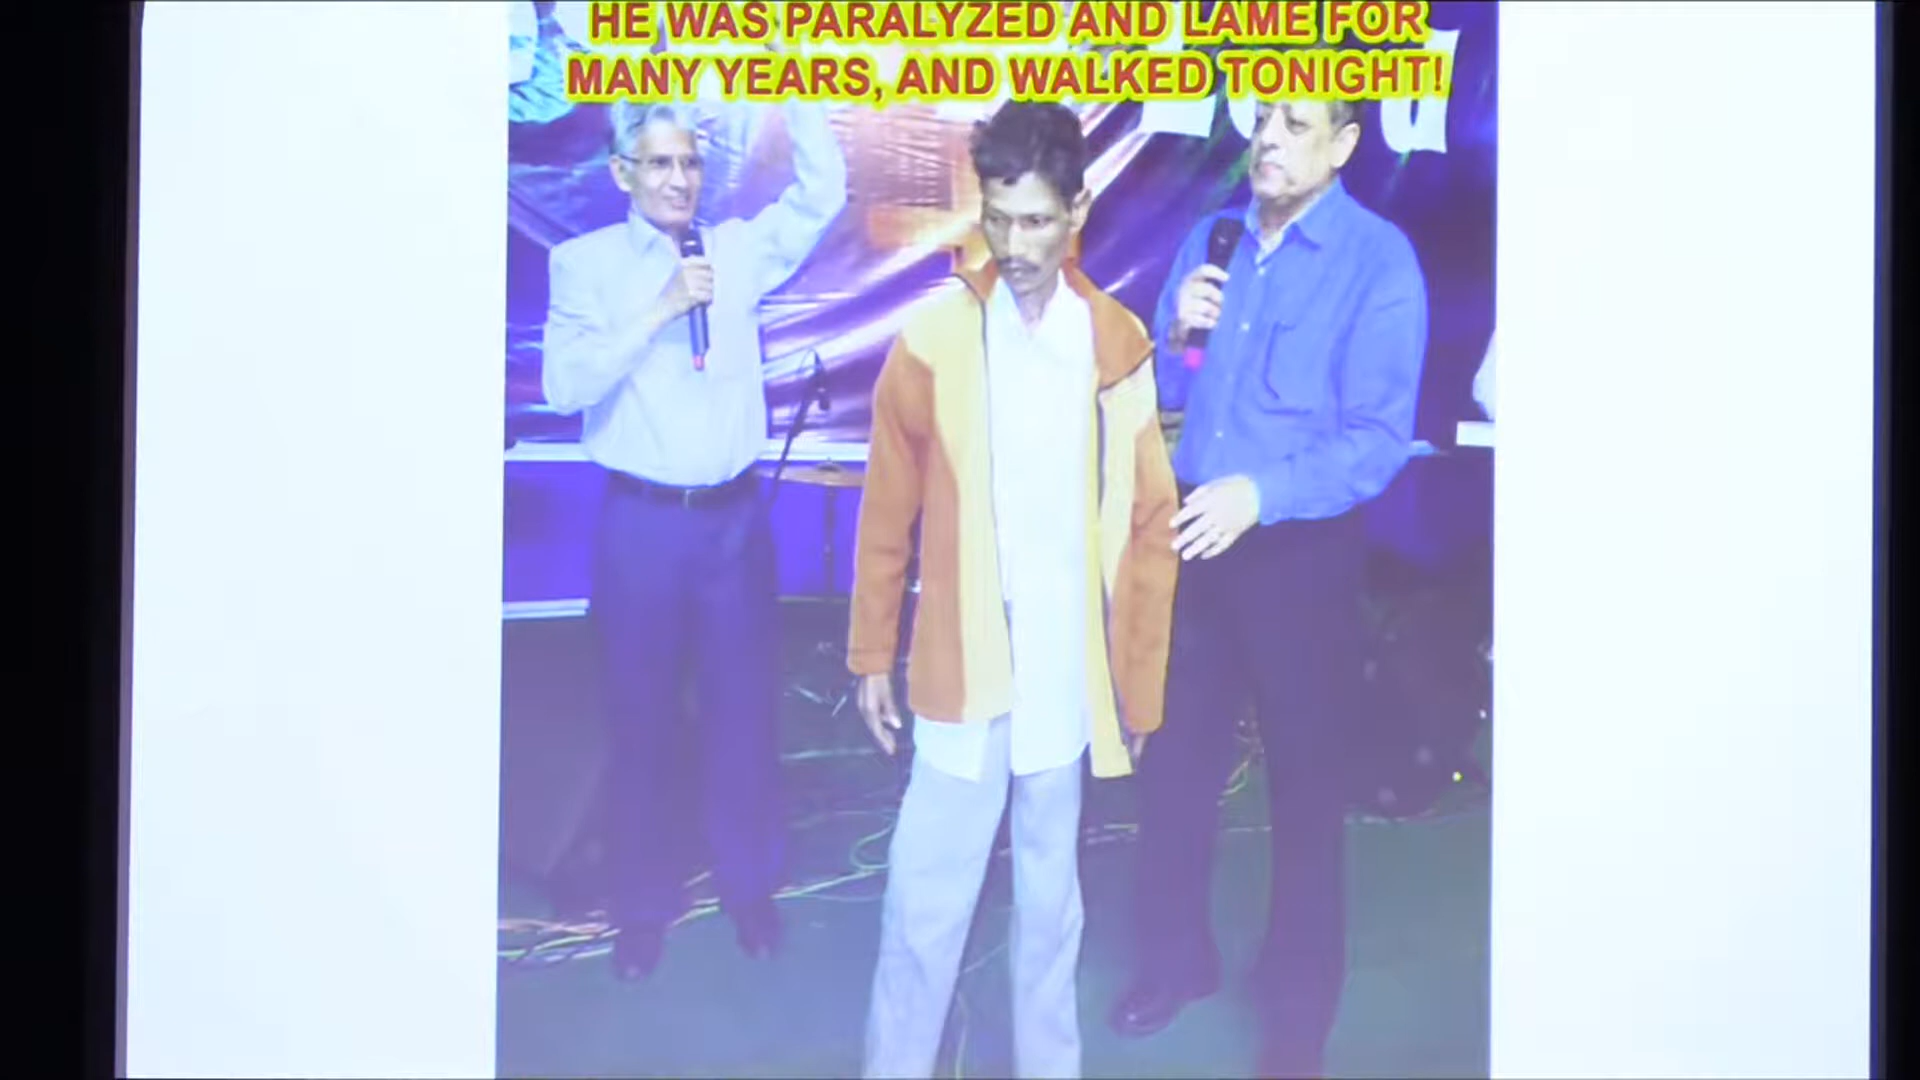 HE WAS PARALYZED AND LAME FOR
MANY YEARS, AND WALKED TONIGHT!